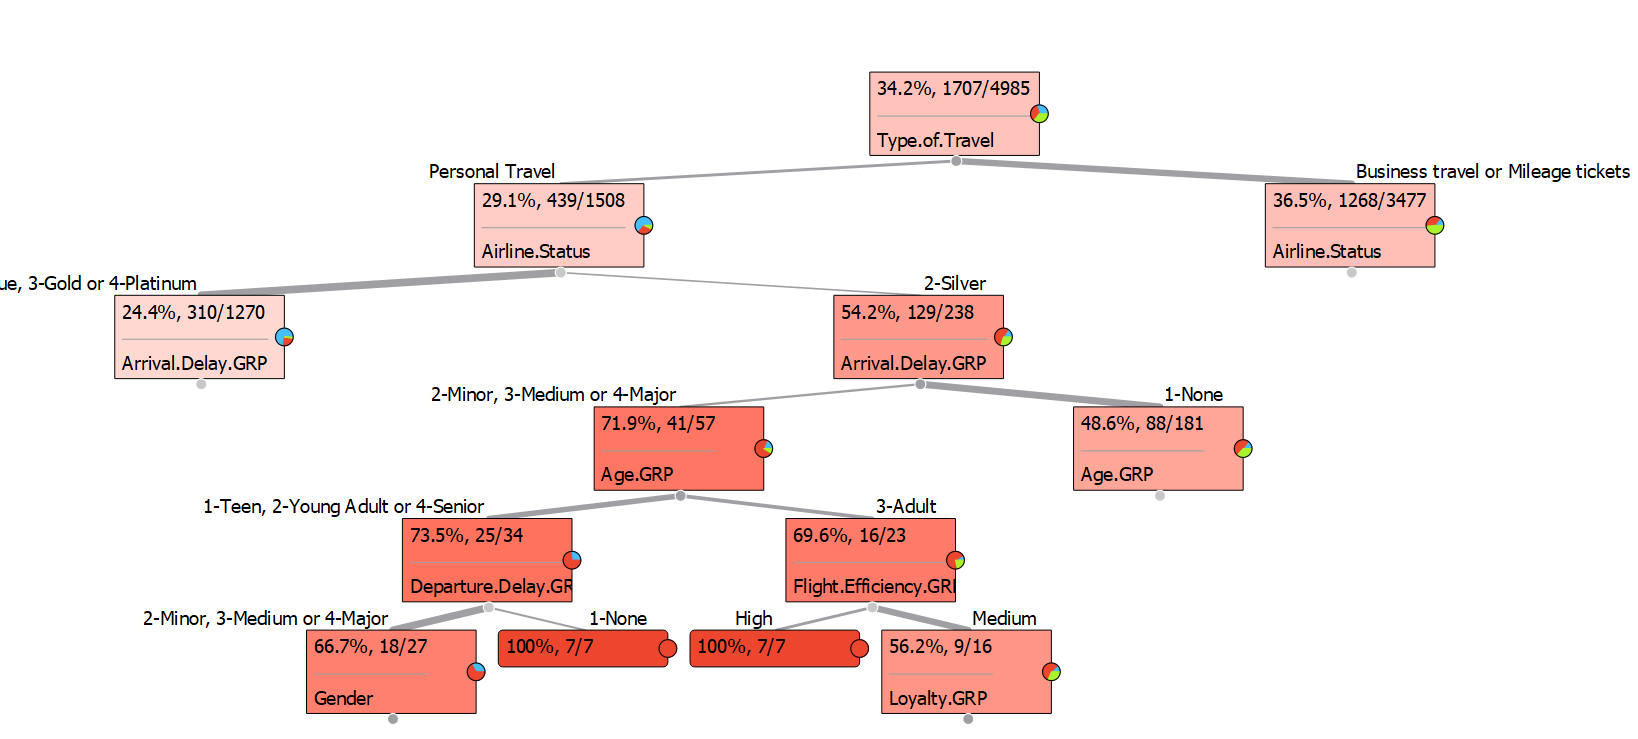 34.2%, 1707/4985
Type.of.Travel
Personal Travel
Business travel or Mileage tickets
29.1%, 439/1508
Airline.Status
36.5%, 1268/3477
Airline.Status
3-Gold or 4-Platinum
2-Silver
24.4%, 310/1270
Arrival.Delay.GRP
54.2%, 129/238
Arrival.Delay.GRP
2-Minor, 3-Medium or 4-Major
1-None
71.9%, 41/57
Age.GRP
48.6%, 88/181
Age.GRP
1-Teen, 2-Young Adult or 4-Senior
3-Adult
73.5%, 25/34
Departure.Delay.GR
69.6%, 16/23
Flight.Efficiency.GR
2-Minor, 3-Medium or 4-Major
1-None
High
Medium
66.7%, 18/27
Gender
100%, 7/7
100%, 7/7
56.2%, 9/16
Loyalty.GRP